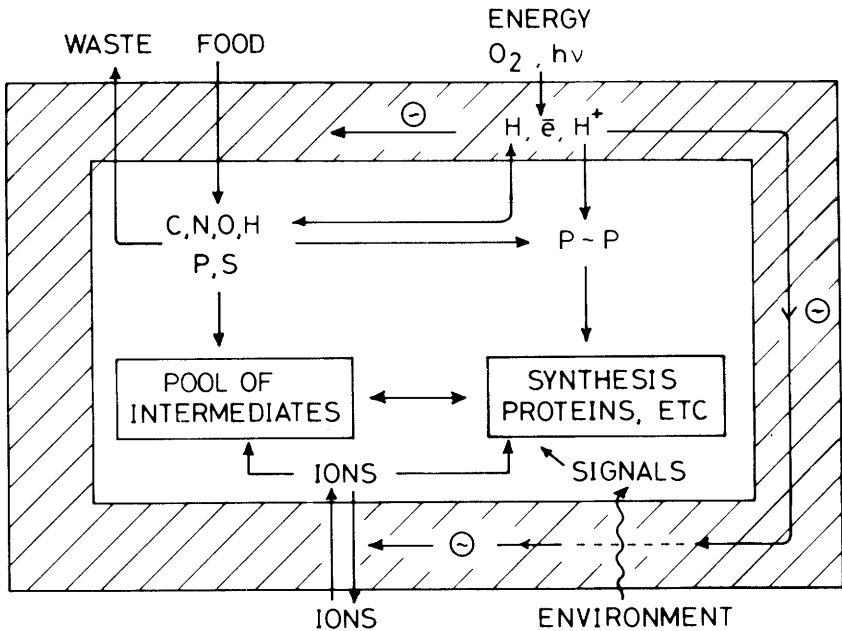 WASTE FOOD
ENERGY
O₂, hν
⊖
H, ē, H⁺
C,N,O,H
P,S
P ~ P
⊖
POOL OF
INTERMEDIATES
SYNTHESIS
PROTEINS, ETC
IONS
SIGNALS
⊖
IONS
ENVIRONMENT